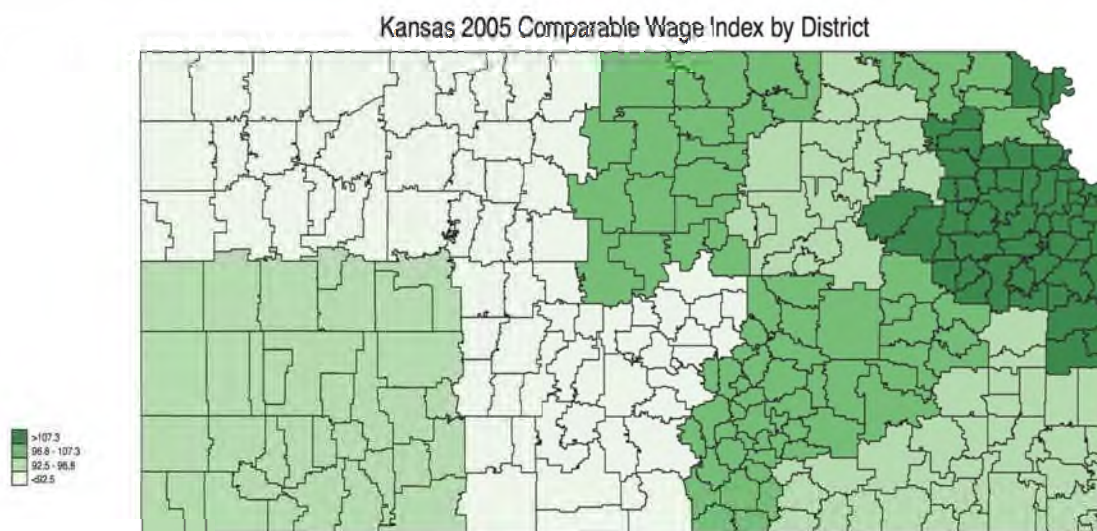 Kansas 2005 Comparable Wage Index by District
>107.3
96.8 - 107.3
92.5 - 96.8
<92.5